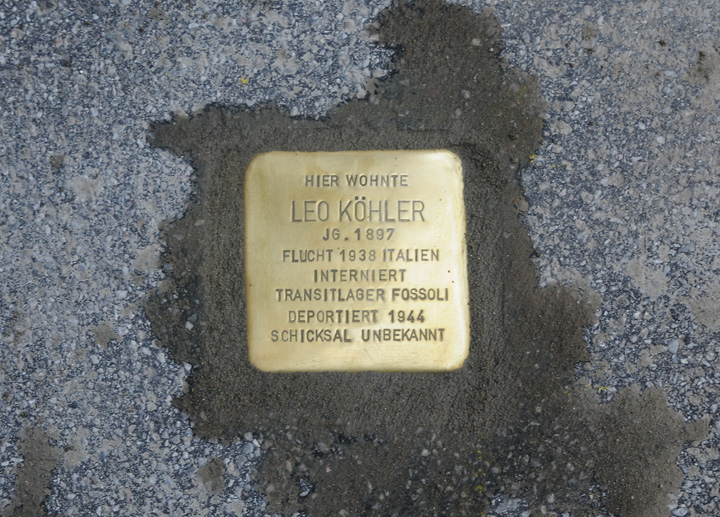 HIER WOHNTE
LEO KÖHLER
JG. 1897
FLUCHT 1938 ITALIEN
INTERNIERT
TRANSITLAGER FOSSOLI
DEPORTIERT 1944
SCHICKSAL UNBEKANNT